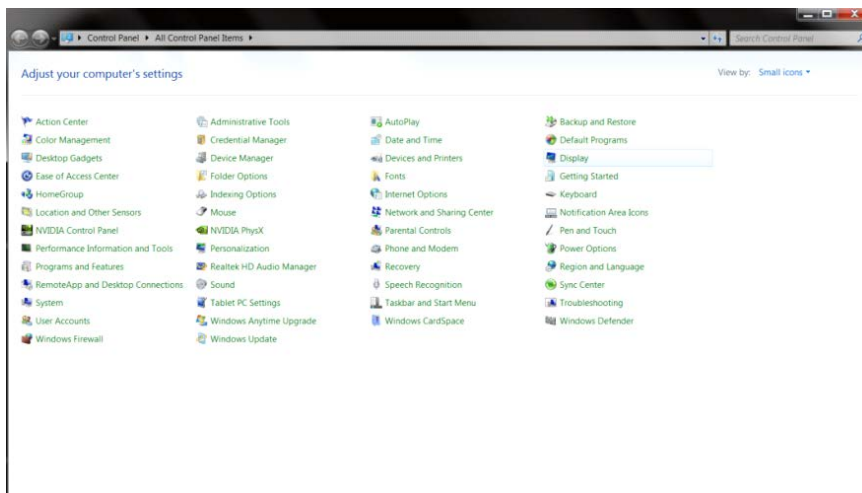 Control Panel ▸ All Control Panel Items ▸ Search Control Panel
Adjust your computer's settings View by: Small icons
Action Center Administrative Tools AutoPlay Backup and Restore
Color Management Credential Manager Date and Time Default Programs
Desktop Gadgets Device Manager Devices and Printers Display
Ease of Access Center Folder Options Fonts Getting Started
HomeGroup Indexing Options Internet Options Keyboard
Location and Other Sensors Mouse Network and Sharing Center Notification Area Icons
NVIDIA Control Panel NVIDIA PhysX Parental Controls Pen and Touch
Performance Information and Tools Personalization Phone and Modem Power Options
Programs and Features Realtek HD Audio Manager Recovery Region and Language
RemoteApp and Desktop Connections Sound Speech Recognition Sync Center
System Tablet PC Settings Taskbar and Start Menu Troubleshooting
User Accounts Windows Anytime Upgrade Windows CardSpace Windows Defender
Windows Firewall Windows Update